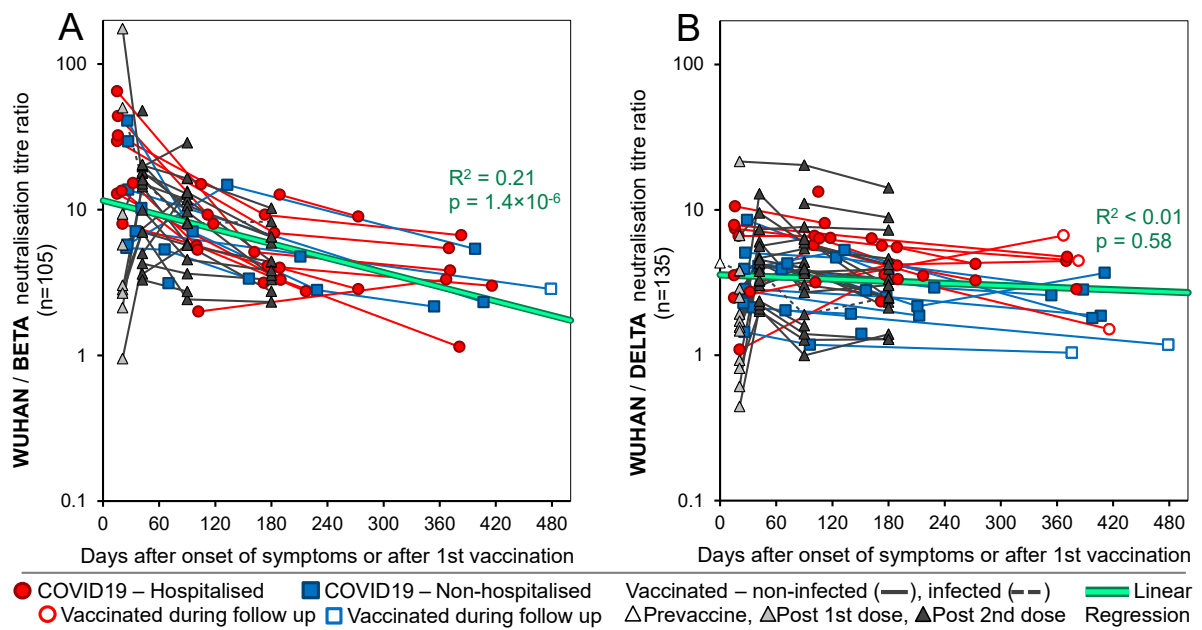 A
WUHAN / BETA neutralisation titre ratio
(n=105)
100
10
1
0.1
R² = 0.21
p = 1.4×10⁻⁶
0 60 120 180 240 300 360 420 480
Days after onset of symptoms or after 1st vaccination
B
WUHAN / DELTA neutralisation titre ratio
(n=135)
100
10
1
0.1
R² < 0.01
p = 0.58
0 60 120 180 240 300 360 420 480
Days after onset of symptoms or after 1st vaccination
COVID19 – Hospitalised COVID19 – Non-hospitalised Vaccinated – non-infected (—), infected (--) Linear
Vaccinated during follow up Vaccinated during follow up Prevaccine, Post 1st dose, Post 2nd dose Regression